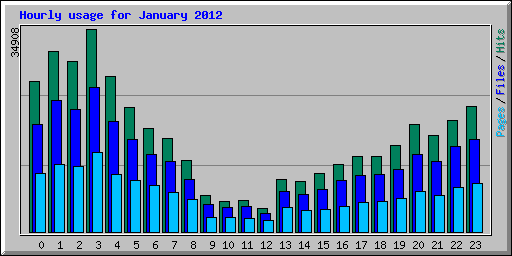 Hourly usage for January 2012
34908
Pages/Files/Hits
0 1 2 3 4 5 6 7 8 9 10 11 12 13 14 15 16 17 18 19 20 21 22 23